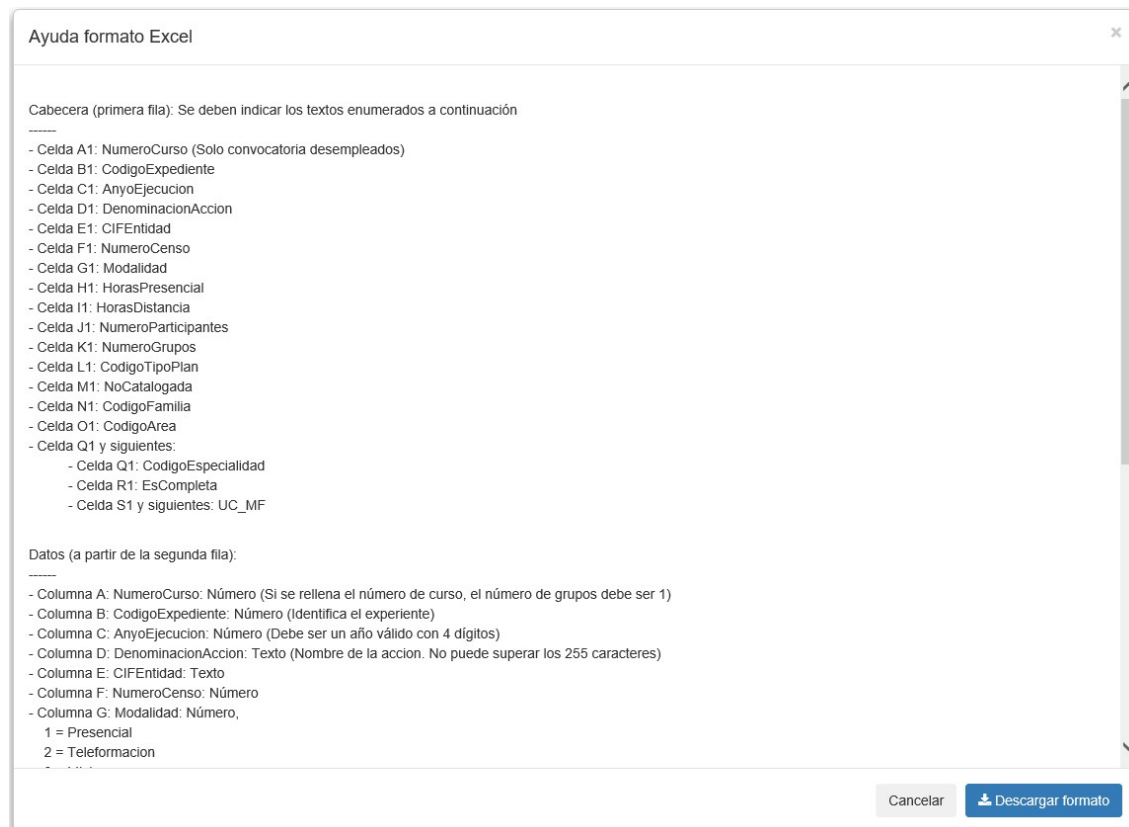 Ayuda formato Excel
×
Cabecera (primera fila): Se deben indicar los textos enumerados a continuación
------
- Celda A1: NumeroCurso (Solo convocatoria desempleados)
- Celda B1: CodigoExpediente
- Celda C1: AnyoEjecucion
- Celda D1: DenominacionAccion
- Celda E1: CIFEntidad
- Celda F1: NumeroCenso
- Celda G1: Modalidad
- Celda H1: HorasPresencial
- Celda I1: HorasDistancia
- Celda J1: NumeroParticipantes
- Celda K1: NumeroGrupos
- Celda L1: CodigoTipoPlan
- Celda M1: NoCatalogada
- Celda N1: CodigoFamilia
- Celda O1: CodigoArea
- Celda Q1 y siguientes:
- Celda Q1: CodigoEspecialidad
- Celda R1: EsCompleta
- Celda S1 y siguientes: UC_MF
Datos (a partir de la segunda fila):
------
- Columna A: NumeroCurso: Número (Si se rellena el número de curso, el número de grupos debe ser 1)
- Columna B: CodigoExpediente: Número (Identifica el experiente)
- Columna C: AnyoEjecucion: Número (Debe ser un año válido con 4 dígitos)
- Columna D: DenominacionAccion: Texto (Nombre de la accion. No puede superar los 255 caracteres)
- Columna E: CIFEntidad: Texto
- Columna F: NumeroCenso: Número
- Columna G: Modalidad: Número,
1 = Presencial
2 = Teleformacion
Cancelar
Descargar formato